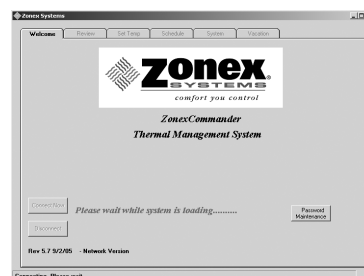 Zonex Systems
Welcome Review Set Temp Schedule System Vacation
ZONEX®
SYSTEMS
comfort you control
ZonexCommander
Thermal Management System
Connect Now
Please wait while system is loading..........
Password
Maintenance
Disconnect
Rev 5.7 9/2/05 - Network Version
Connecting, Please wait